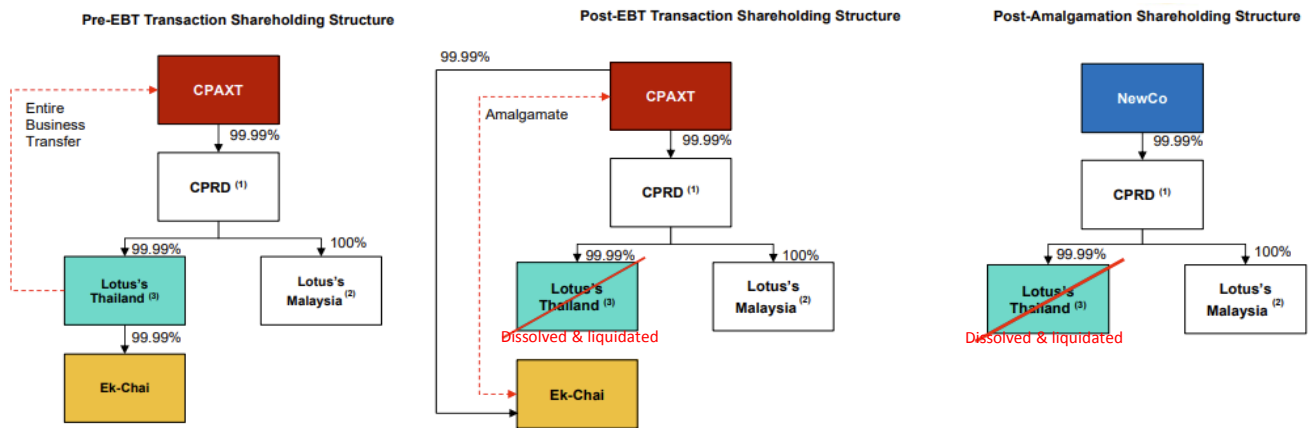 Pre-EBT Transaction Shareholding Structure
CPAXT
Entire
Business
Transfer
99.99%
CPRD (1)
99.99%
100%
Lotus's
Thailand (3)
Lotus's
Malaysia (2)
99.99%
Ek-Chai
Post-EBT Transaction Shareholding Structure
99.99%
CPAXT
Amalgamate
99.99%
CPRD (1)
99.99%
100%
Lotus's
Thailand (3)
Lotus's
Malaysia (2)
Dissolved & liquidated
Ek-Chai
Post-Amalgamation Shareholding Structure
NewCo
99.99%
CPRD (1)
99.99%
100%
Lotus's
Thailand (3)
Lotus's
Malaysia (2)
Dissolved & liquidated